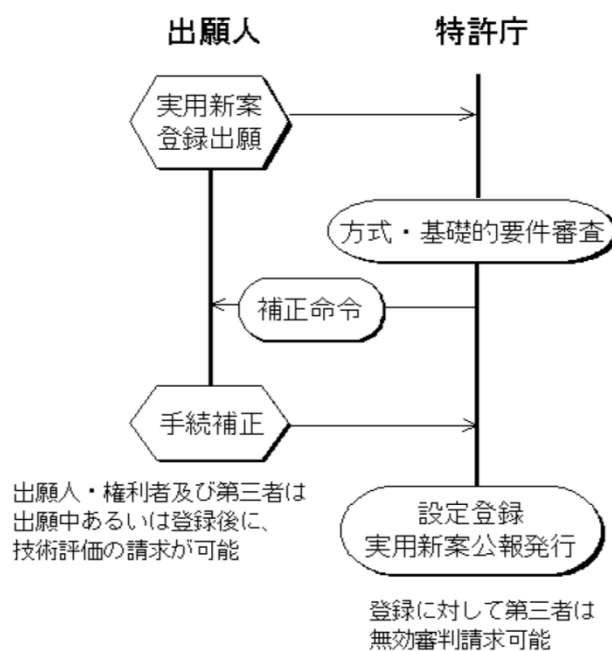 出願人
特許庁
実用新案
登録出願
方式・基礎的要件審査
補正命令
手続補正
出願人・権利者及び第三者は
出願中あるいは登録後に、
技術評価の請求が可能
設定登録
実用新案公報発行
登録に対して第三者は
無効審判請求可能